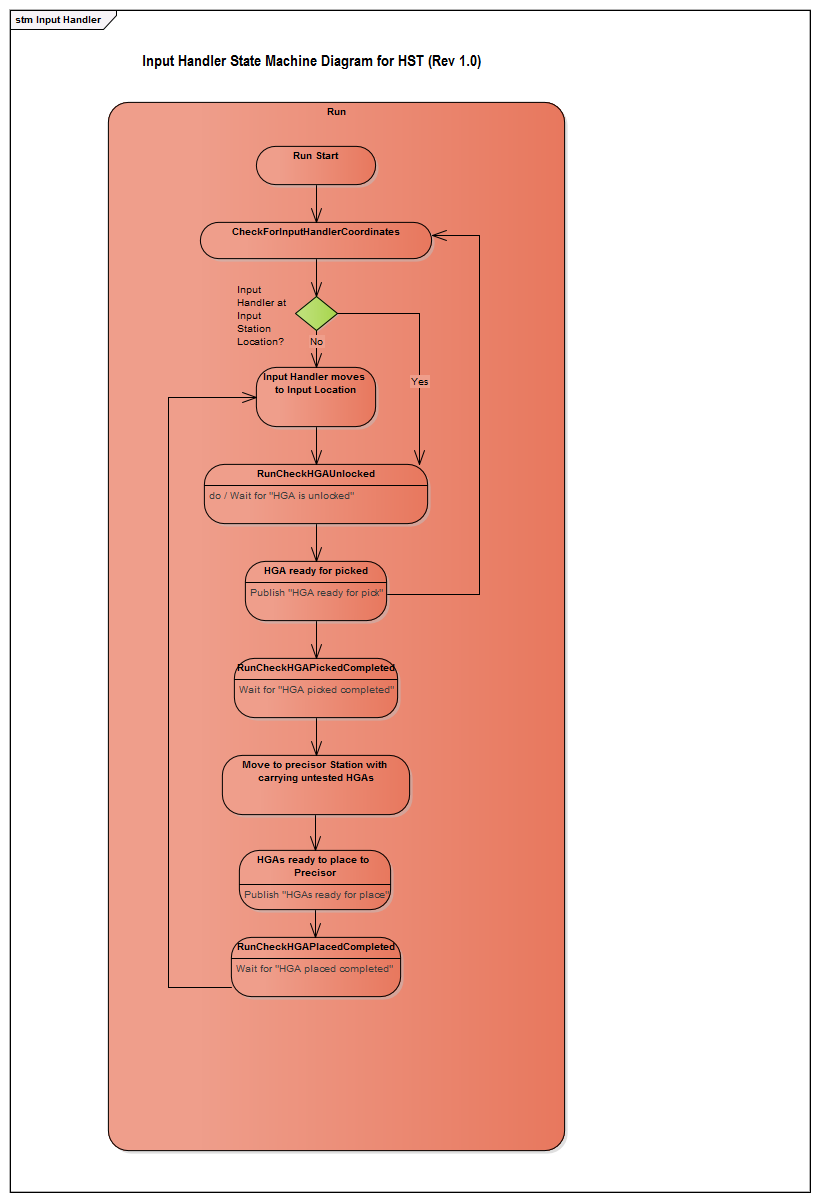 stm Input Handler
Input Handler State Machine Diagram for HST (Rev 1.0)
Run
Run Start
CheckForInputHandlerCoordinates
Input
Handler at
Input
Station
Location?
No
Input Handler moves
to Input Location
Yes
RunCheckHGAUnlocked
do / Wait for "HGA is unlocked"
HGA ready for picked
Publish "HGA ready for pick"
RunCheckHGAPickedCompleted
Wait for "HGA picked completed"
Move to precisor Station with
carrying untested HGAs
HGAs ready to place to
Precisor
Publish "HGAs ready for place"
RunCheckHGAPlacedCompleted
Wait for "HGA placed completed"